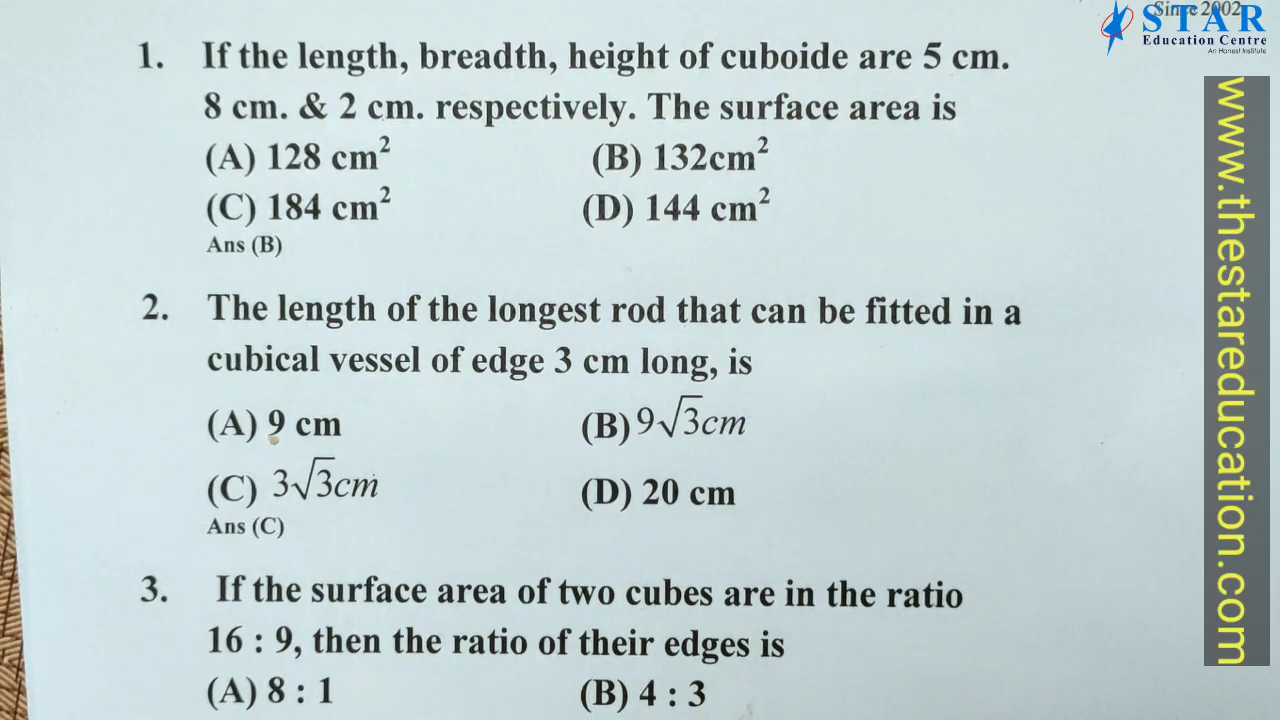 Since 2002
STAR
Education Centre
An Honest Institute
1. If the length, breadth, height of cuboide are 5 cm.
8 cm. & 2 cm. respectively. The surface area is
(A) 128 cm² (B) 132cm²
(C) 184 cm² (D) 144 cm²
Ans (B)
2. The length of the longest rod that can be fitted in a
cubical vessel of edge 3 cm long, is
(A) 9 cm (B) 9√3cm
(C) 3√3cm (D) 20 cm
Ans (C)
3. If the surface area of two cubes are in the ratio
16 : 9, then the ratio of their edges is
(A) 8 : 1 (B) 4 : 3
www.thestareducation.com